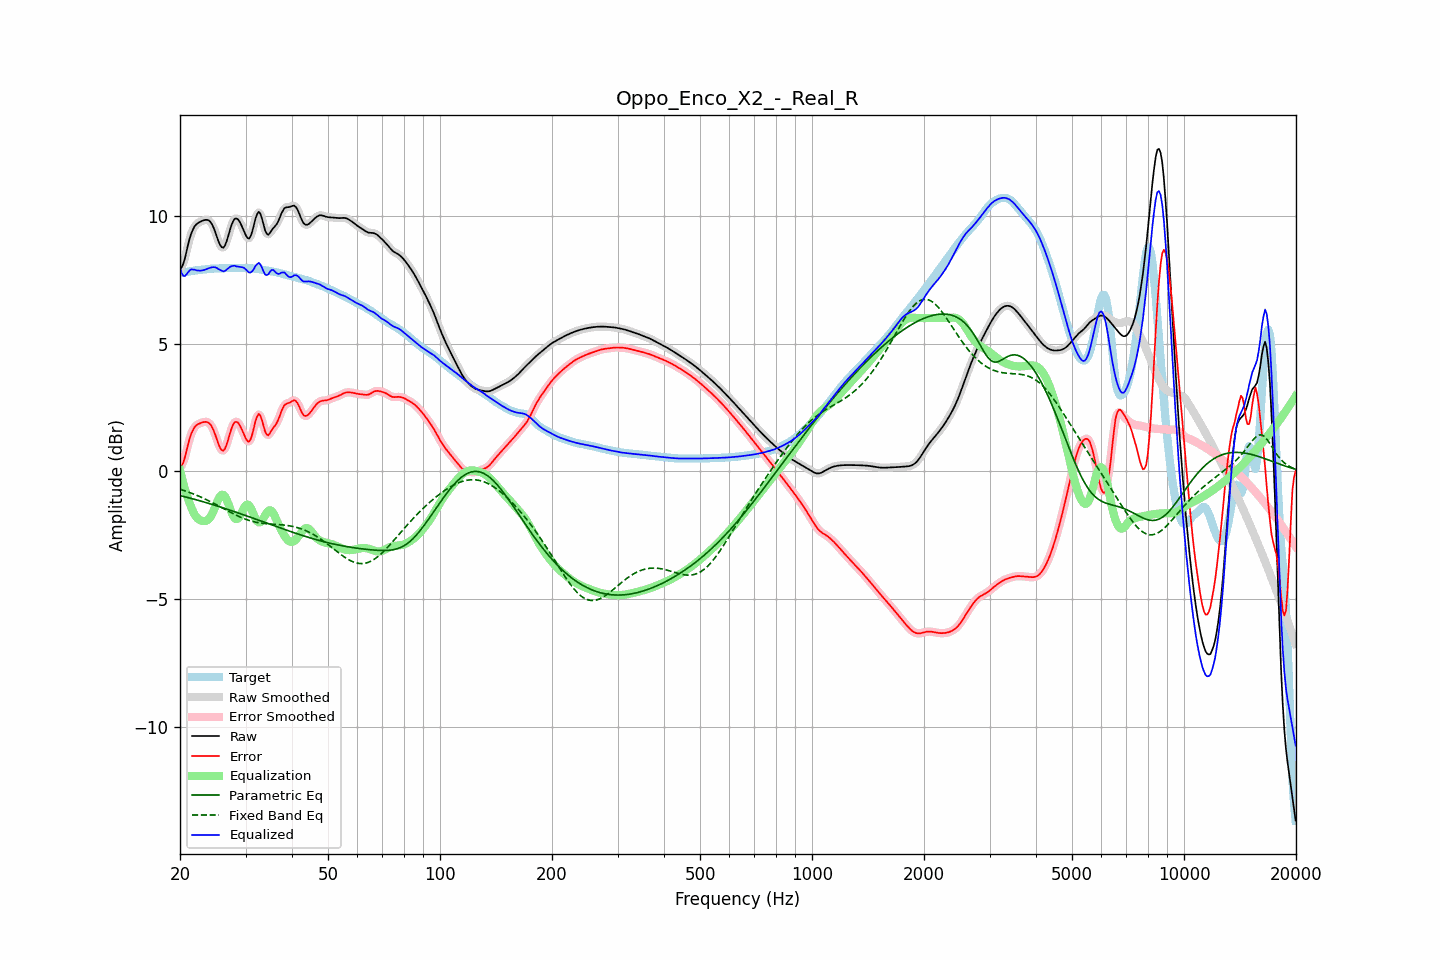 Oppo_Enco_X2_-_Real_R
Amplitude (dBr)
10
5
0
−5
−10
Target
Raw Smoothed
Error Smoothed
Raw
Error
Equalization
Parametric Eq
Fixed Band Eq
Equalized
20 50 100 200 500 1000 2000 5000 10000 20000
Frequency (Hz)